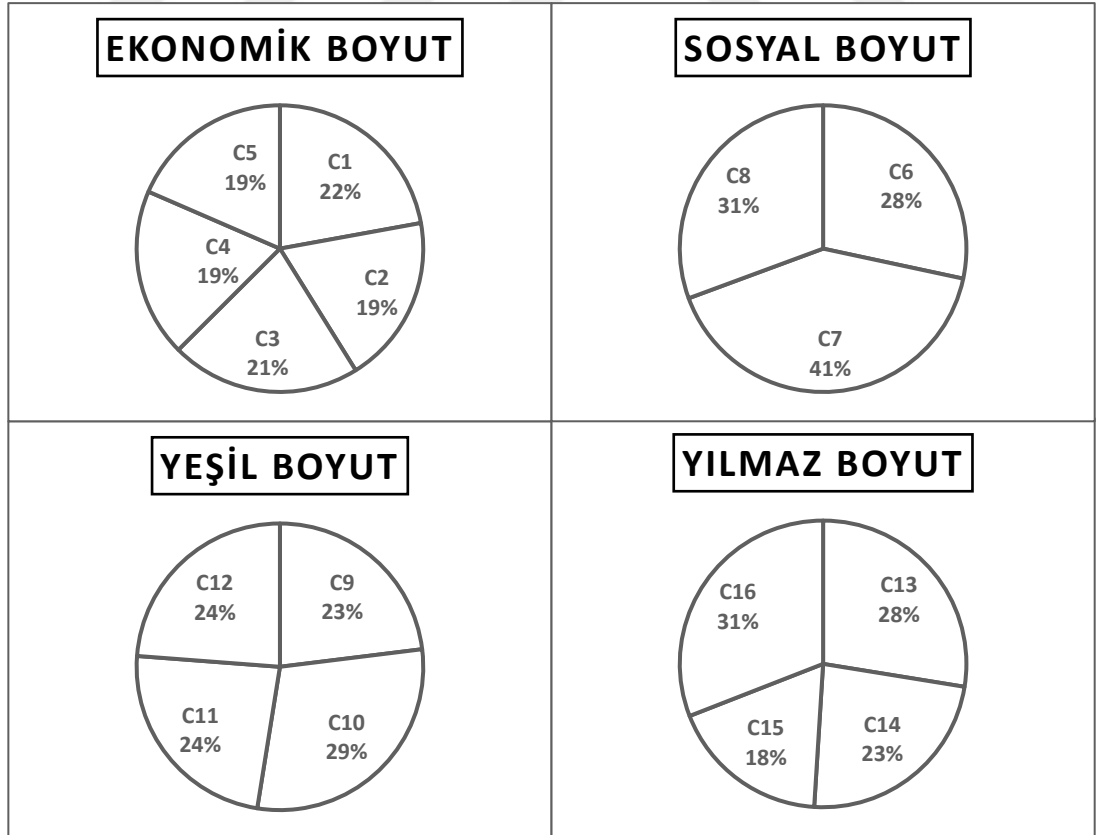 EKONOMİK BOYUT
C1
22%
C2
19%
C3
21%
C4
19%
C5
19%
SOSYAL BOYUT
C6
28%
C7
41%
C8
31%
YEŞİL BOYUT
C9
23%
C10
29%
C11
24%
C12
24%
YILMAZ BOYUT
C13
28%
C14
23%
C15
18%
C16
31%